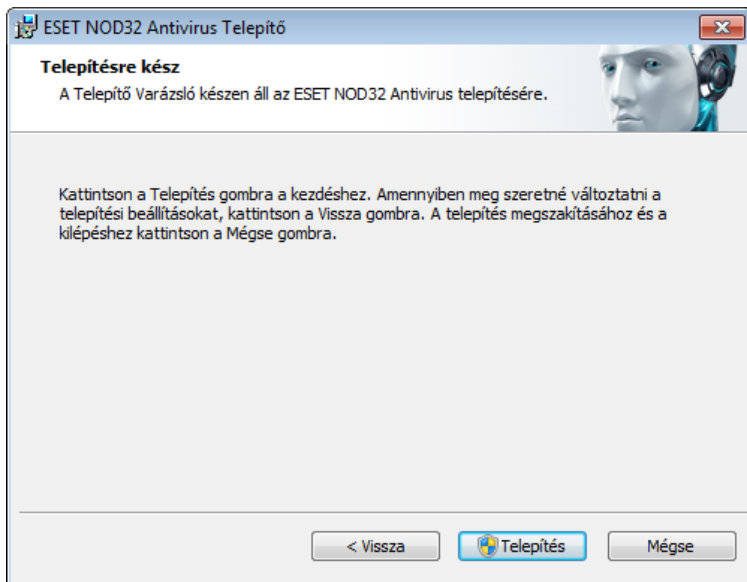 ESET NOD32 Antivirus Telepítő
Telepítésre kész
A Telepítő Varázsló készen áll az ESET NOD32 Antivirus telepítésére.
Kattintson a Telepítés gombra a kezdéshez. Amennyiben meg szeretné változtatni a
telepítési beállításokat, kattintson a Vissza gombra. A telepítés megszakításához és a
kilépéshez kattintson a Mégse gombra.
< Vissza
Telepítés
Mégse